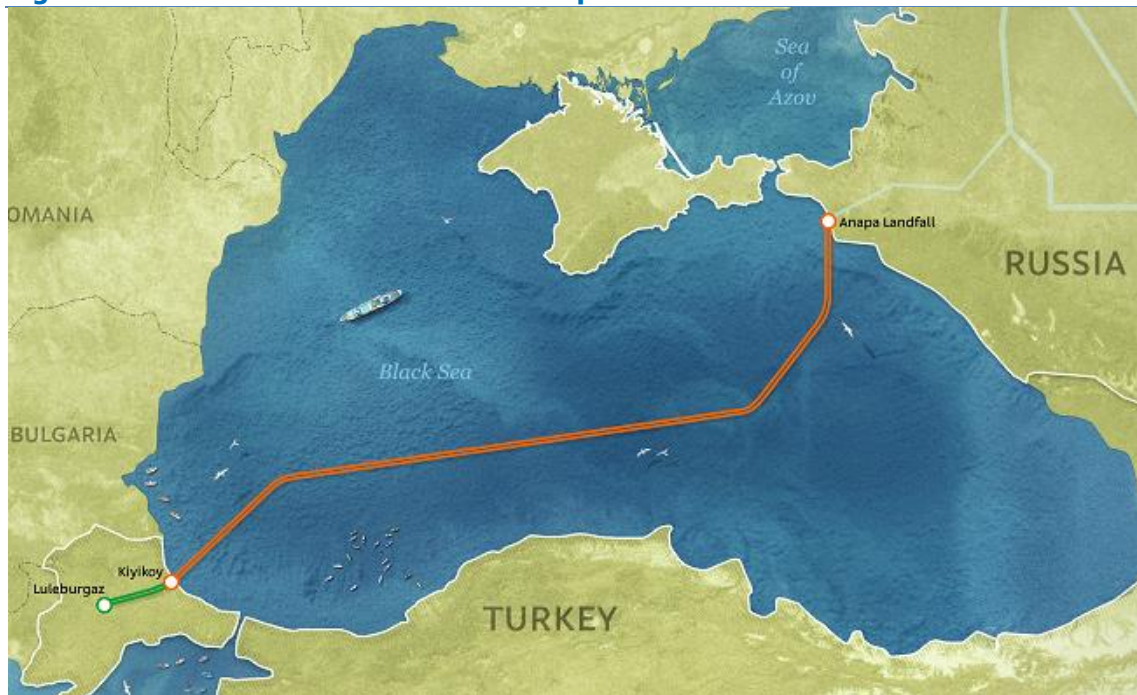 Sea
of
Azov
OMANIA
Anapa Landfall
RUSSIA
Black Sea
BULGARIA
Kiyikoy
Luleburgaz
TURKEY